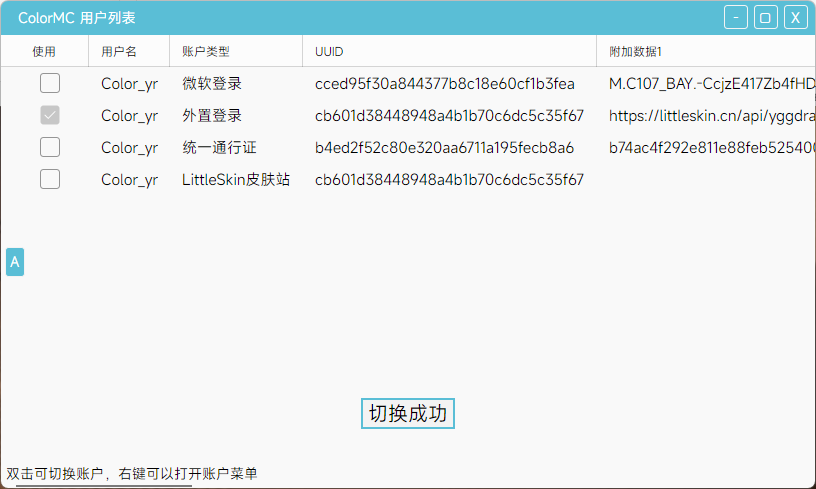 ColorMC 用户列表
使用 用户名 账户类型 UUID 附加数据1
Color_yr 微软登录 cced95f30a844377b8c18e60cf1b3fea M.C107_BAY.-CcjzE417Zb4fHD
Color_yr 外置登录 cb601d38448948a4b1b70c6dc5c35f67 https://littleskin.cn/api/yggdra
Color_yr 统一通行证 b4ed2f52c80e320aa6711a195fecb8a6 b74ac4f292e811e88feb525400
Color_yr LittleSkin皮肤站 cb601d38448948a4b1b70c6dc5c35f67
A
切换成功
双击可切换账户，右键可以打开账户菜单